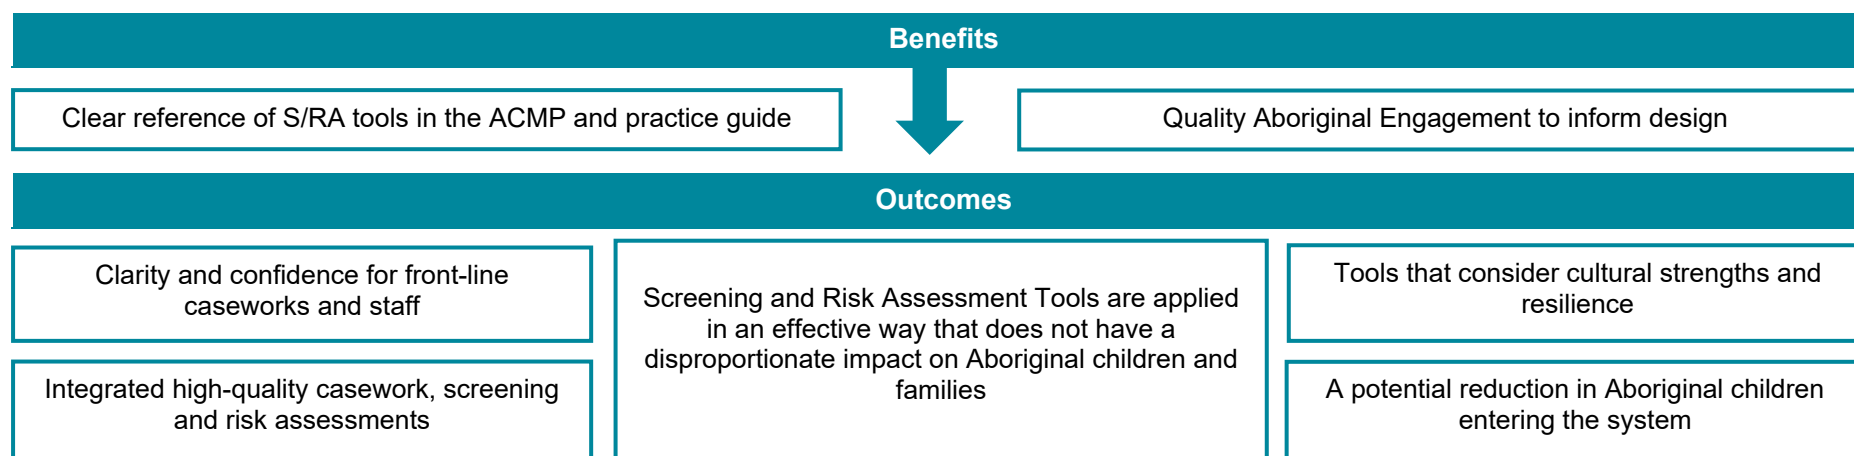 Benefits
Clear reference of S/RA tools in the ACMP and practice guide
Quality Aboriginal Engagement to inform design
Outcomes
Clarity and confidence for front-line
caseworks and staff
Integrated high-quality casework, screening
and risk assessments
Screening and Risk Assessment Tools are applied
in an effective way that does not have a
disproportionate impact on Aboriginal children and
families
Tools that consider cultural strengths and
resilience
A potential reduction in Aboriginal children
entering the system